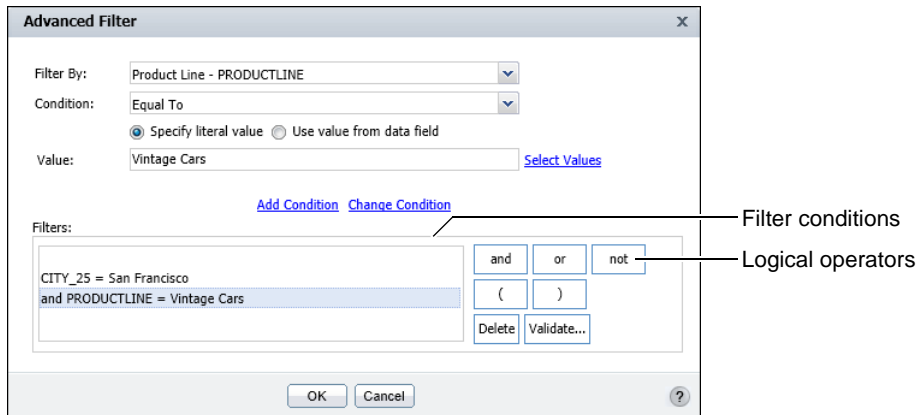 Advanced Filter x
Filter By: Product Line - PRODUCTLINE
Condition: Equal To
Specify literal value Use value from data field
Value: Vintage Cars Select Values
Add Condition Change Condition
Filter conditions
Filters:
and or not
Logical operators
CITY_25 = San Francisco
and PRODUCTLINE = Vintage Cars
( )
Delete Validate...
OK Cancel ?